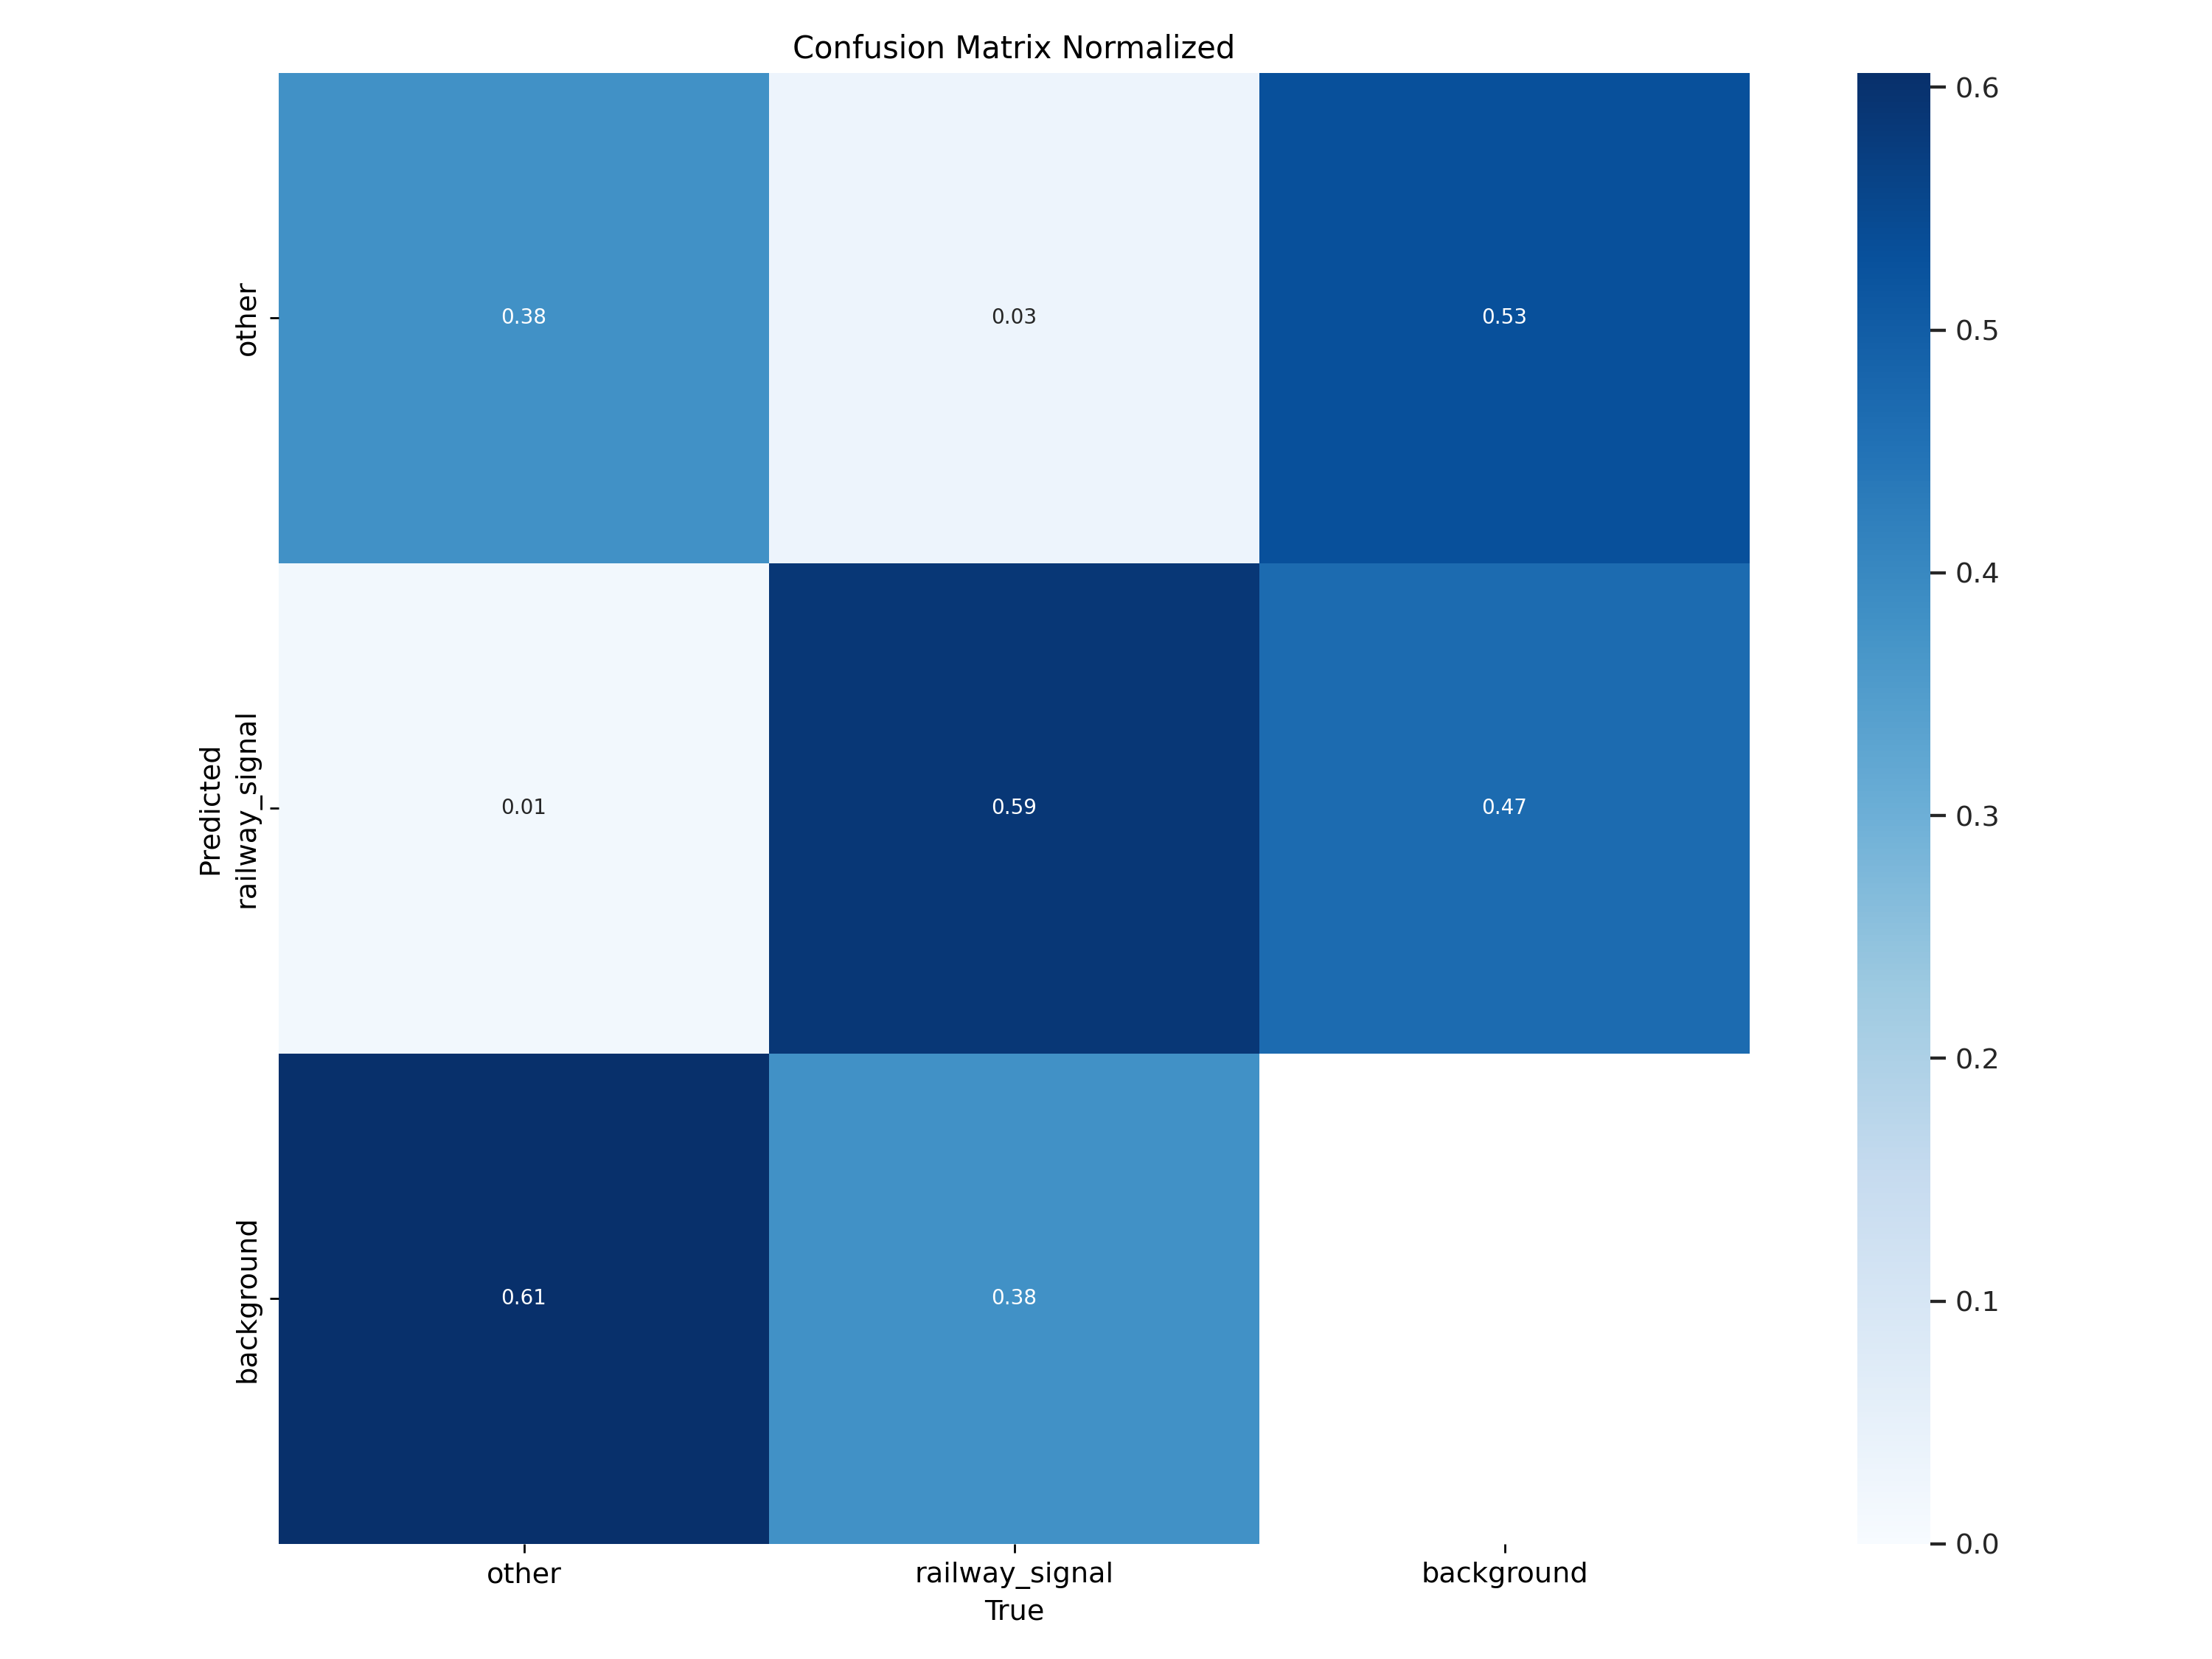 Confusion Matrix Normalized
other
0.38
0.03
0.53
railway_signal
0.01
0.59
0.47
background
0.61
0.38
Predicted
other
railway_signal
background
True
0.6
0.5
0.4
0.3
0.2
0.1
0.0